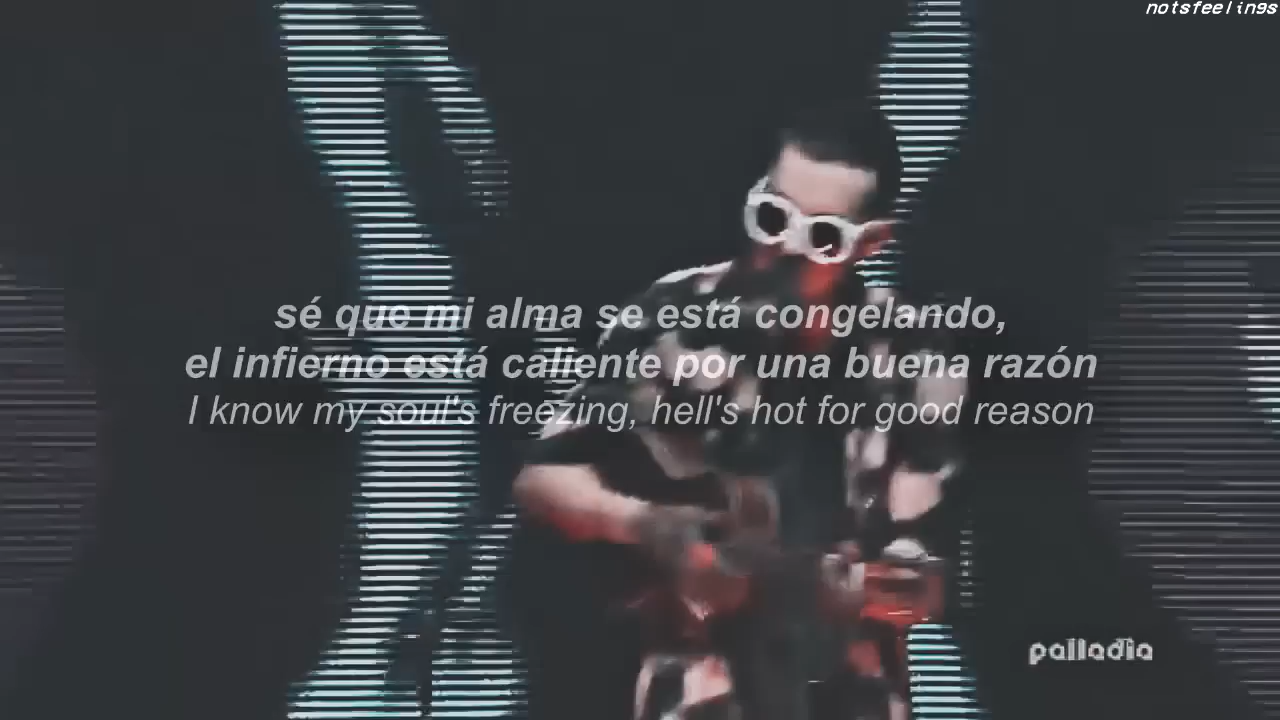 notsfeelings
sé que mi alma se está congelando,
el infierno está caliente por una buena razón
I know my soul's freezing, hell's hot for good reason
palladia